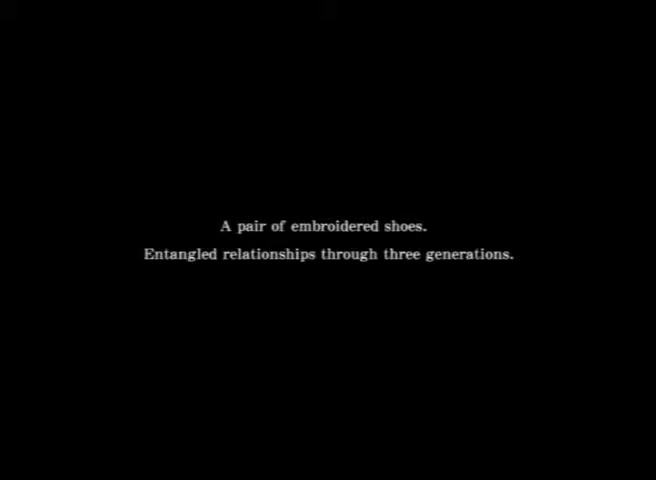 A pair of embroidered shoes.
Entangled relationships through three generations.